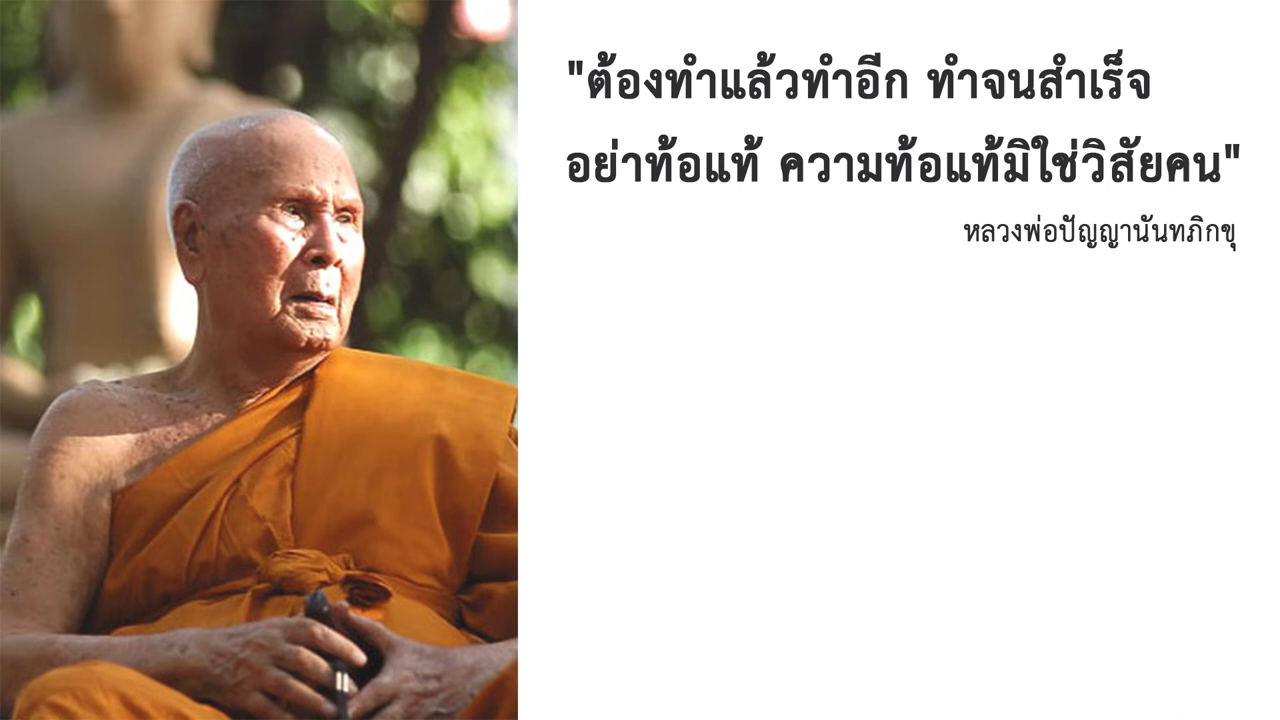 "ต้องทำแล้วทำอีก ทำจนสำเร็จ
อย่าท้อแท้ ความท้อแท้มิใช่วิสัยคน"
หลวงพ่อปัญญานันทภิกขุ